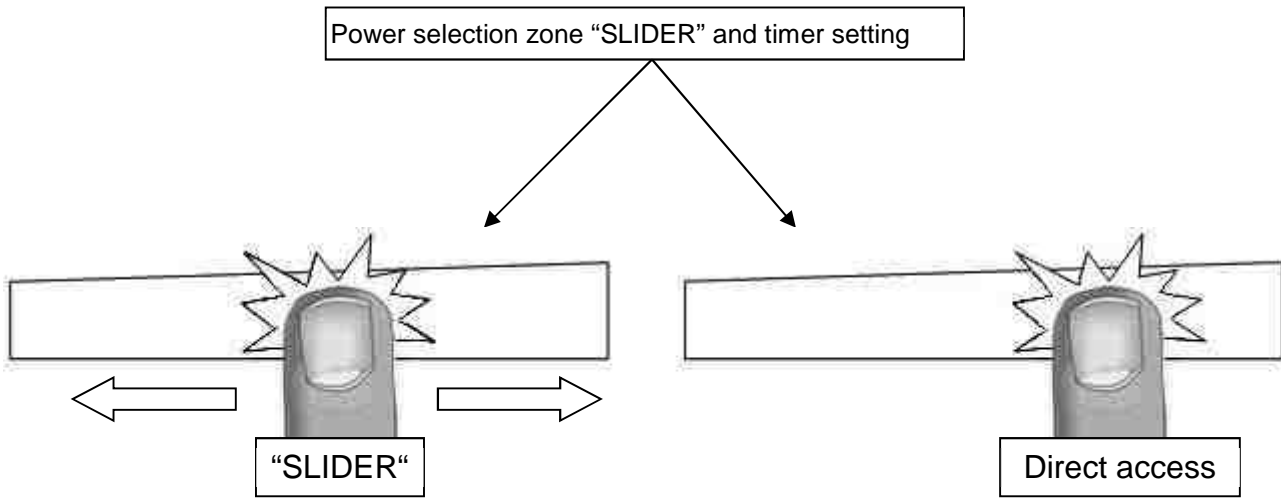 Power selection zone “SLIDER” and timer setting
“SLIDER“
Direct access